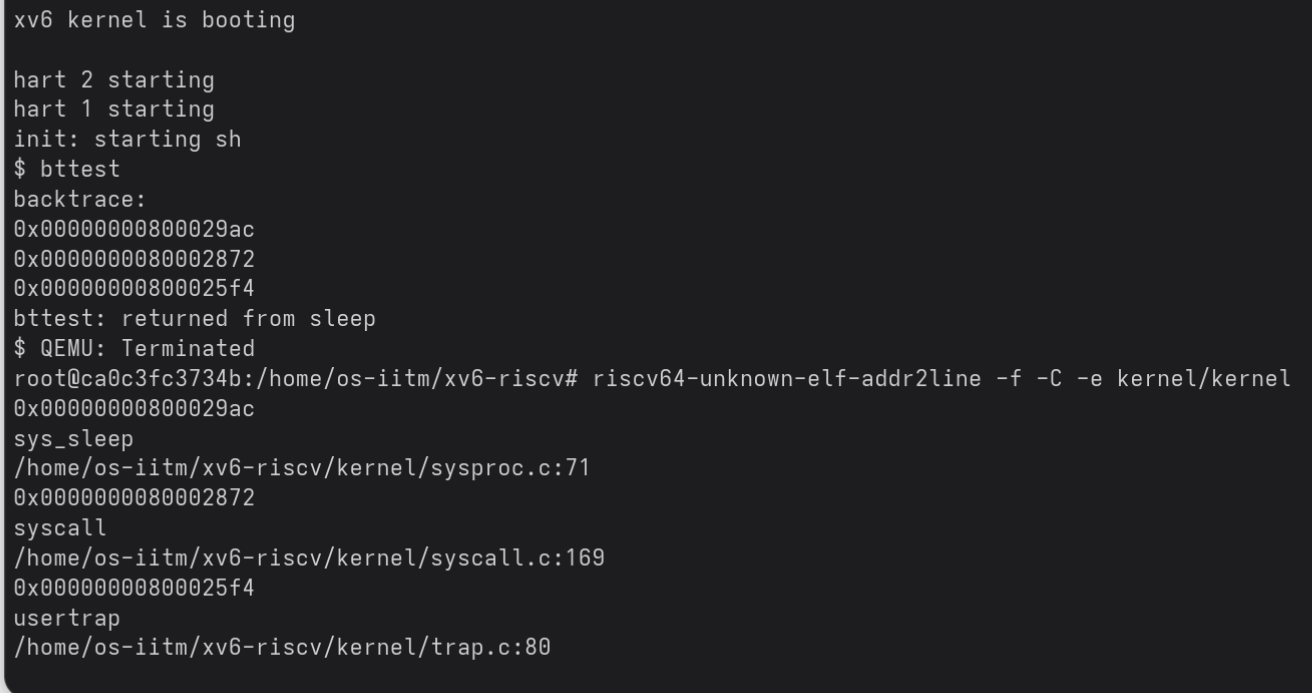 xv6 kernel is booting
hart 2 starting
hart 1 starting
init: starting sh
$ bttest
backtrace:
0x00000000800029ac
0x0000000080002872
0x00000000800025f4
bttest: returned from sleep
$ QEMU: Terminated
root@ca0c3fc3734b:/home/os-iitm/xv6-riscv# riscv64-unknown-elf-addr2line -f -C -e kernel/kernel
0x00000000800029ac
sys_sleep
/home/os-iitm/xv6-riscv/kernel/sysproc.c:71
0x0000000080002872
syscall
/home/os-iitm/xv6-riscv/kernel/syscall.c:169
0x00000000800025f4
usertrap
/home/os-iitm/xv6-riscv/kernel/trap.c:80